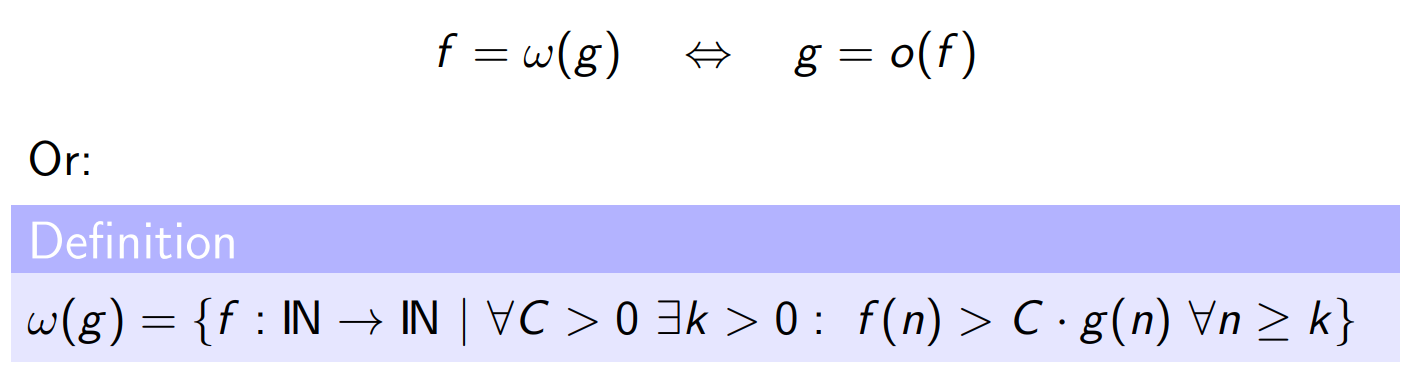 f = ω(g) ⇔ g = o(f)
Or:
Definition
ω(g) = {f : ℕ → ℕ | ∀C > 0 ∃k > 0 : f(n) > C · g(n) ∀n ≥ k}